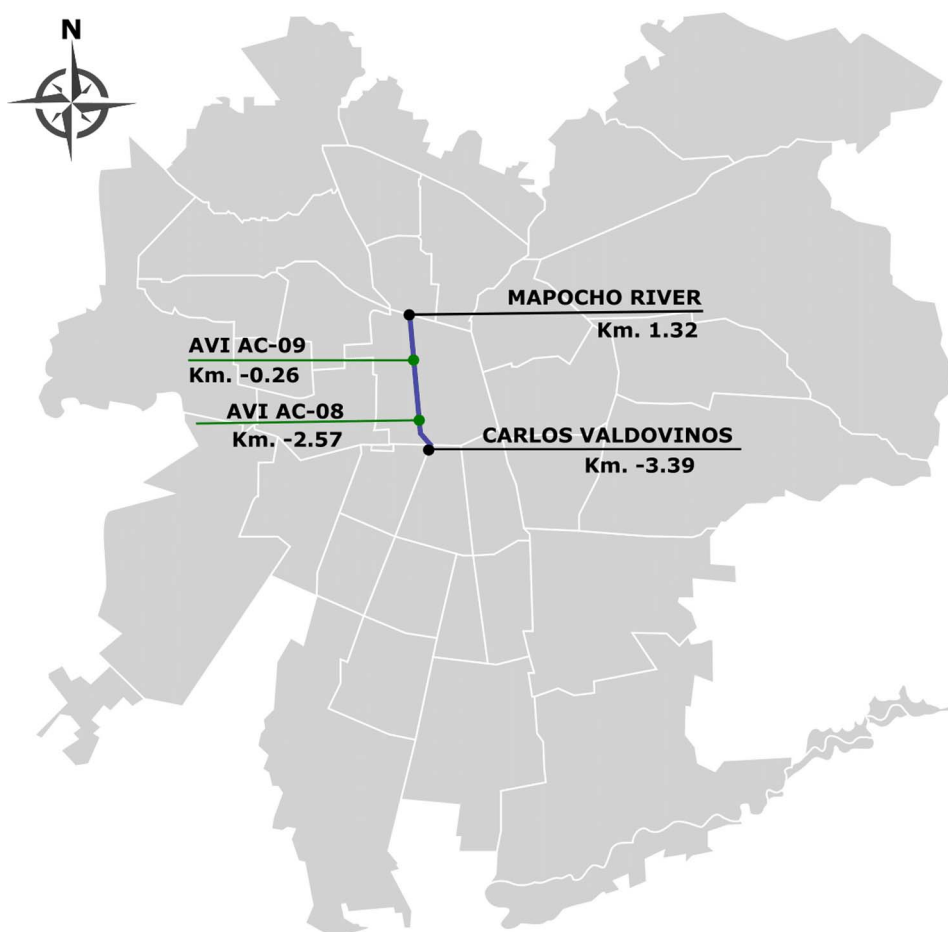 N
MAPOCHO RIVER
Km. 1.32
AVI AC-09
Km. -0.26
AVI AC-08
Km. -2.57
CARLOS VALDOVINOS
Km. -3.39